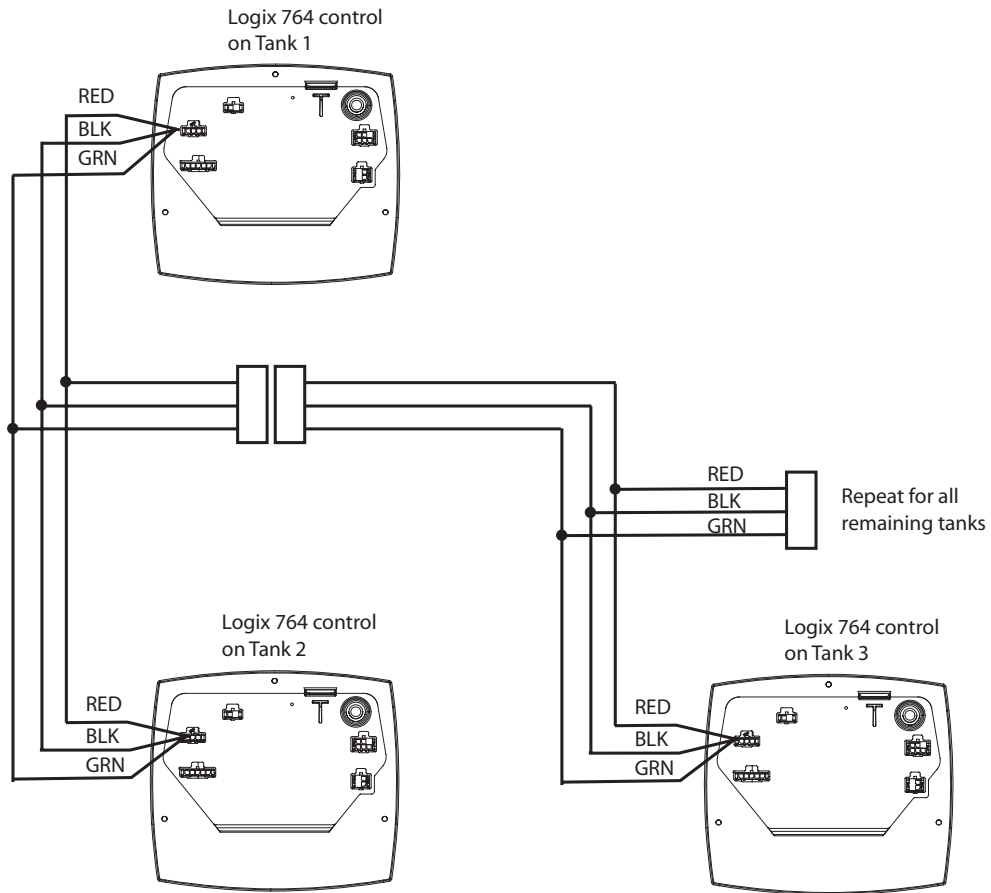 Logix 764 control
on Tank 1
RED
BLK
GRN
RED
BLK
GRN
Repeat for all
remaining tanks
Logix 764 control
on Tank 2
RED
BLK
GRN
Logix 764 control
on Tank 3
RED
BLK
GRN